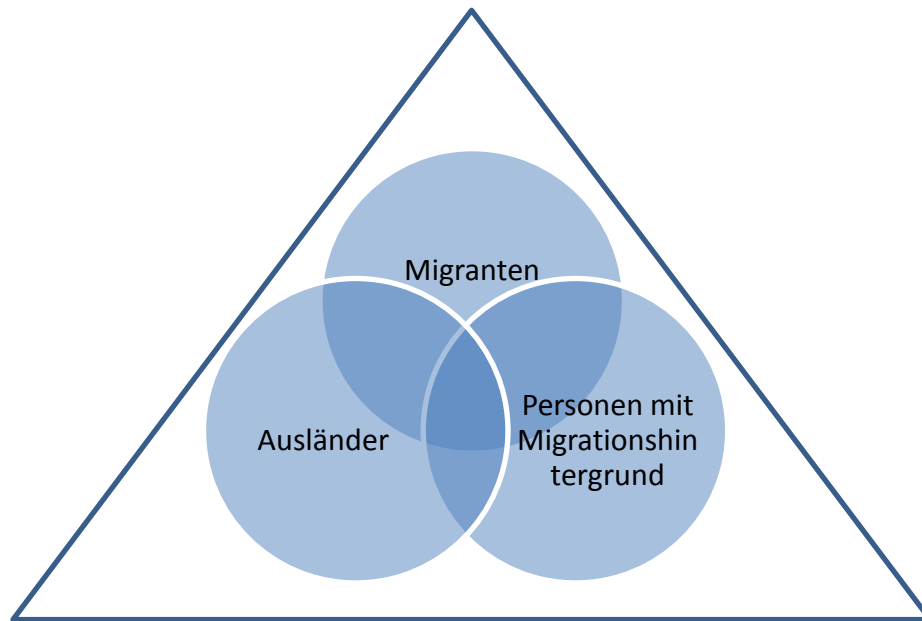 Migranten
Ausländer
Personen mit
Migrationshin
tergrund